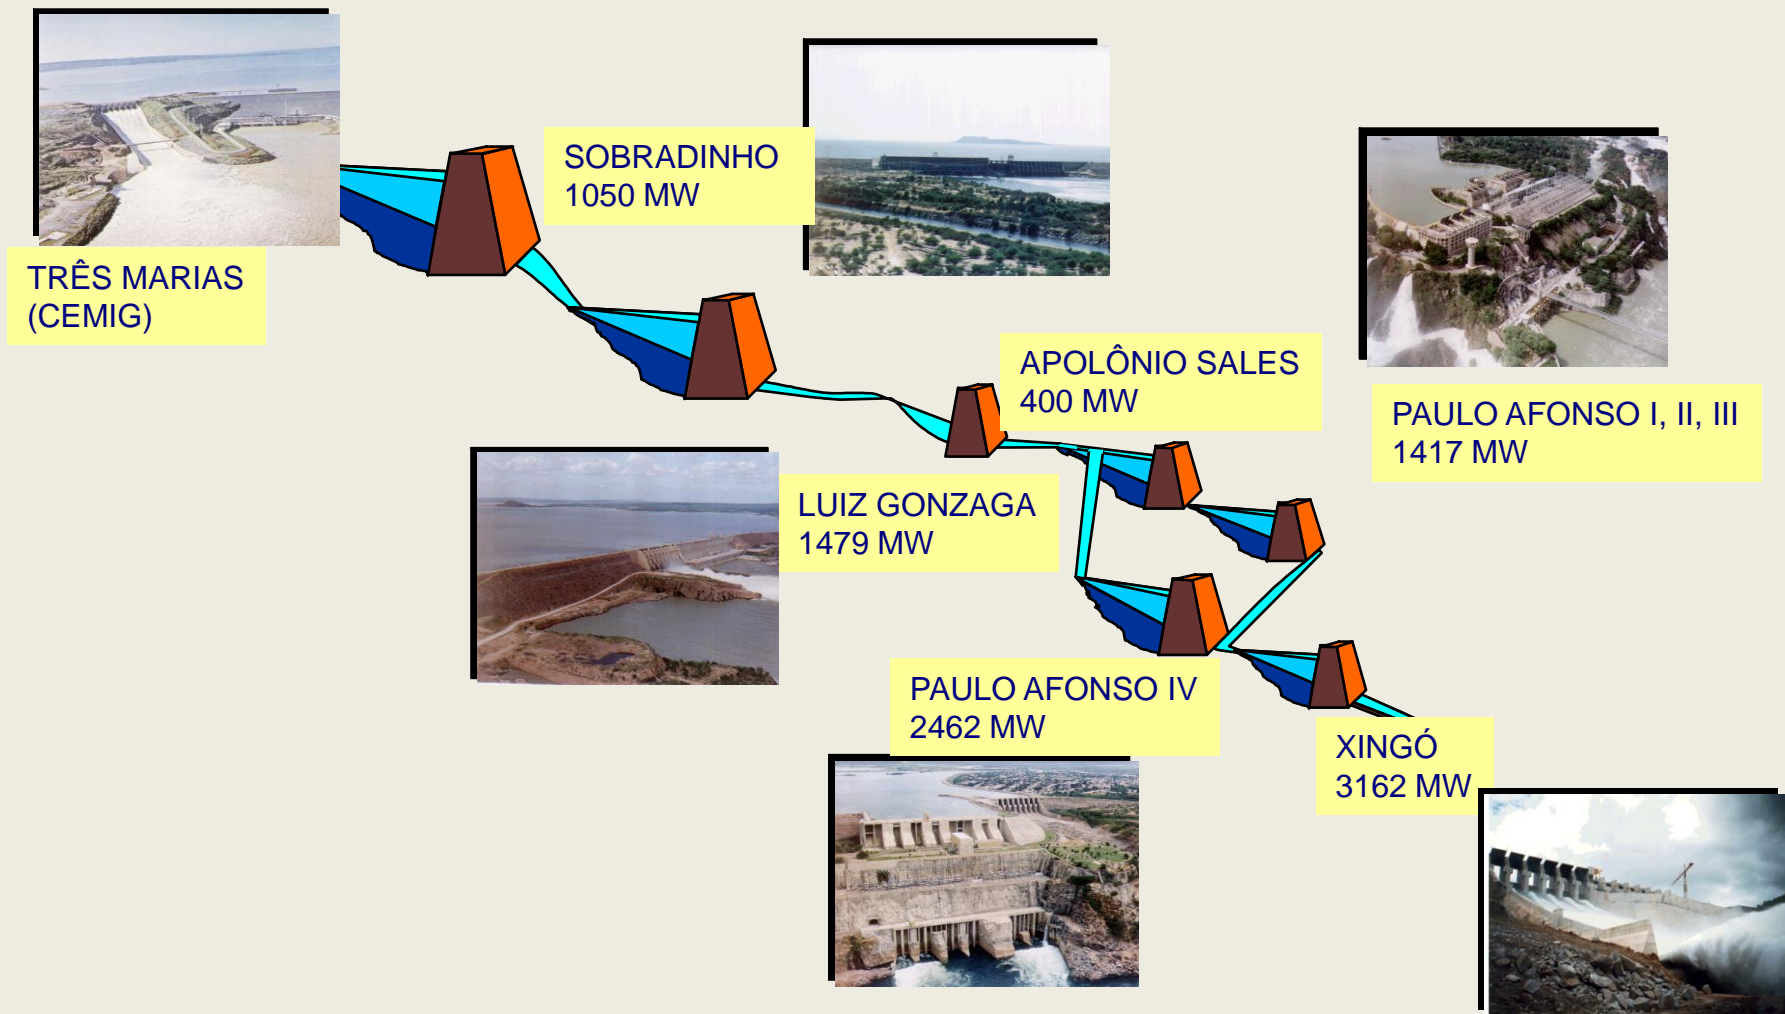 TRÊS MARIAS
(CEMIG)
SOBRADINHO
1050 MW
LUIZ GONZAGA
1479 MW
APOLÔNIO SALES
400 MW
PAULO AFONSO I, II, III
1417 MW
PAULO AFONSO IV
2462 MW
XINGÓ
3162 MW